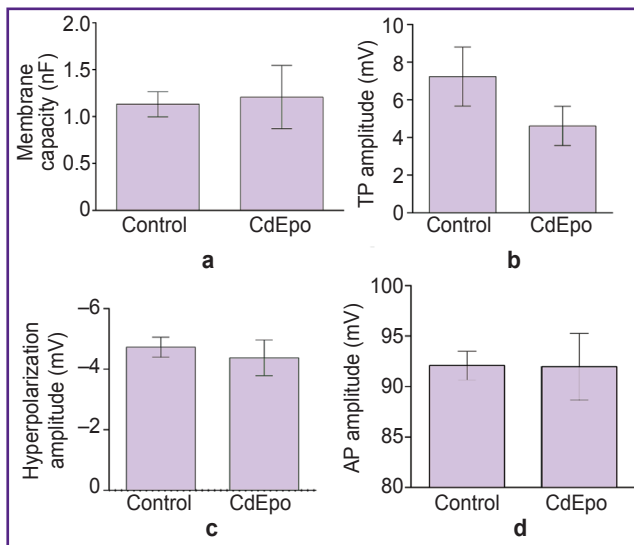 Membrane
capacity (nF)
2.0
1.5
1.0
0.5
0
Control CdEpo
a
TP amplitude (mV)
10
8
6
4
2
0
Control CdEpo
b
Hyperpolarization
amplitude (mV)
–6
–4
–2
0
Control CdEpo
c
AP amplitude (mV)
100
95
90
85
80
Control CdEpo
d